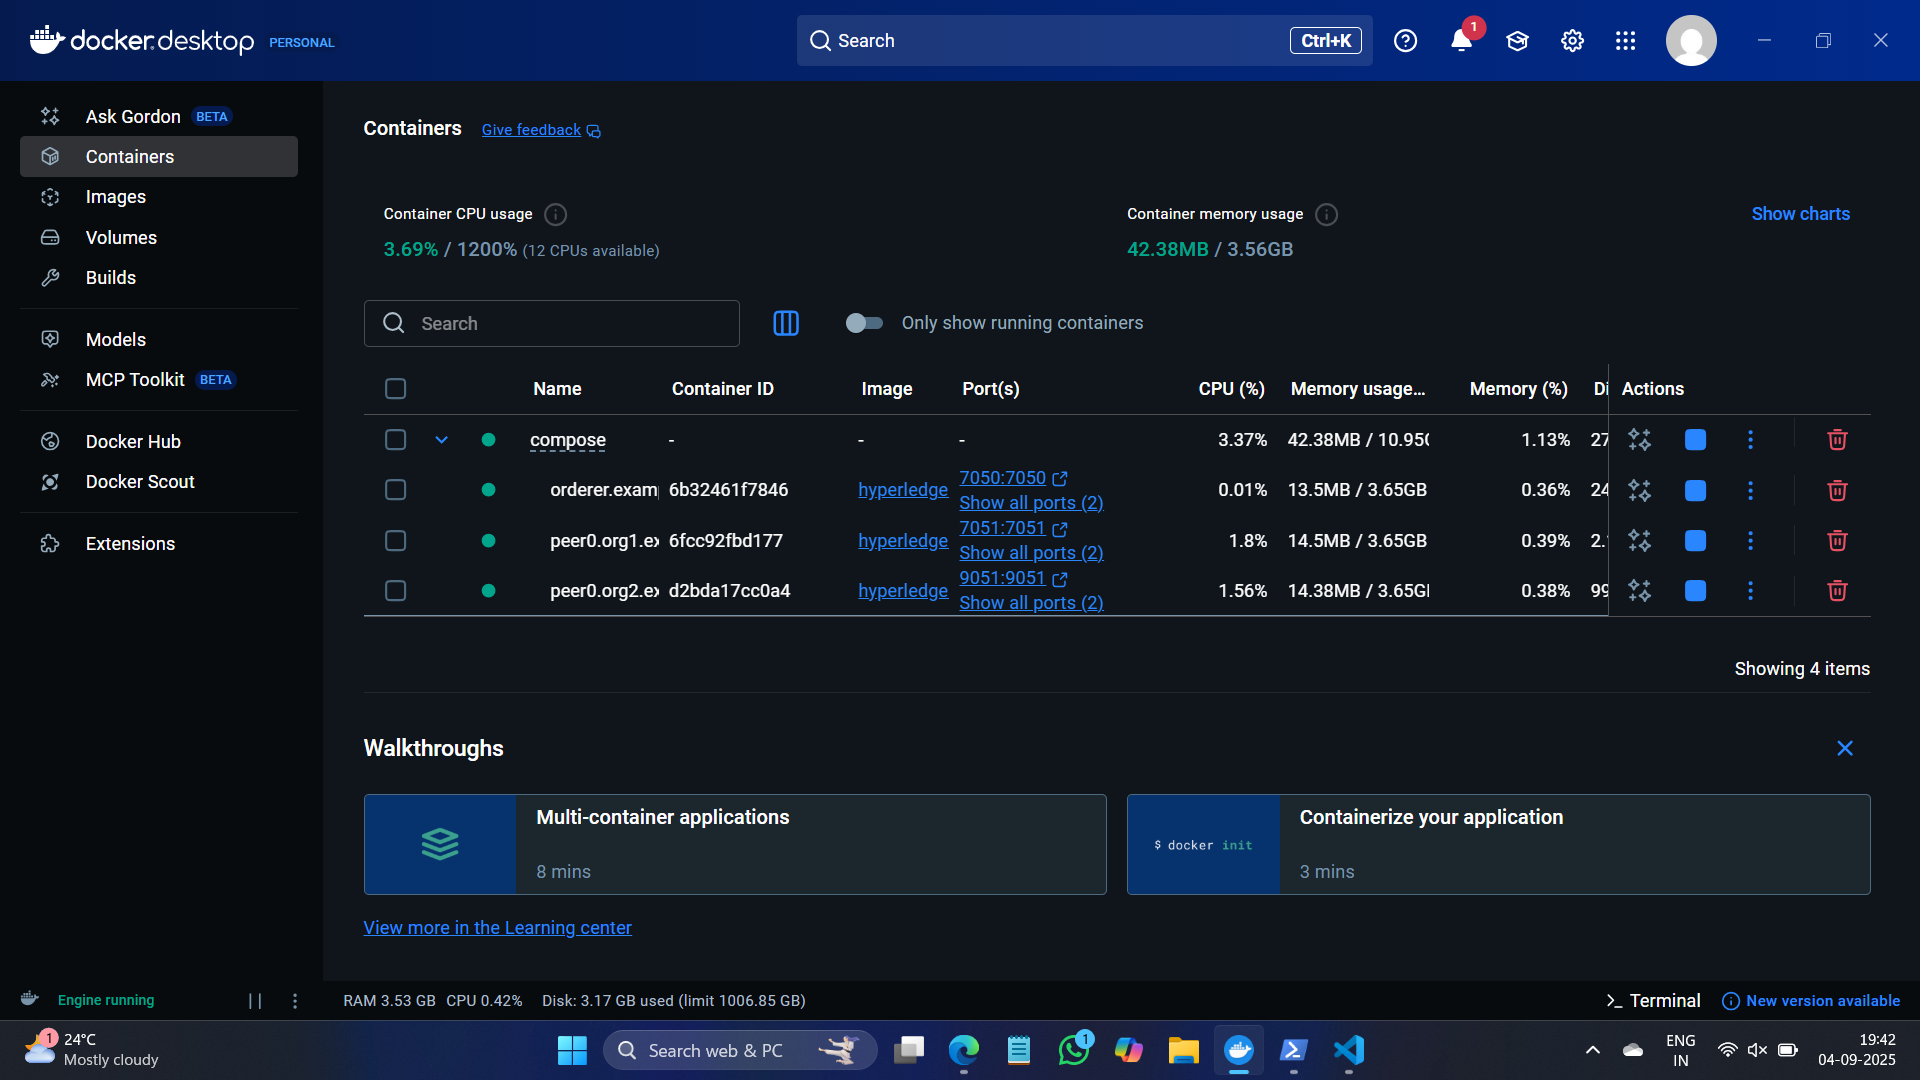 docker.desktop PERSONAL
Search
Ctrl+K
1
Ask Gordon BETA
Containers
Images
Volumes
Builds
Models
MCP Toolkit BETA
Docker Hub
Docker Scout
Extensions
Containers Give feedback
Container CPU usage
3.69% / 1200% (12 CPUs available)
Container memory usage
42.38MB / 3.56GB
Show charts
Search
Only show running containers
Name Container ID Image Port(s) CPU (%) Memory usage... Memory (%) Di Actions
compose - - - 3.37% 42.38MB / 10.95G 1.13% 27
orderer.exam 6b32461f7846 hyperledge 7050:7050 0.01% 13.5MB / 3.65GB 0.36% 24
Show all ports (2)
peer0.org1.ex 6fcc92fbd177 hyperledge 7051:7051 1.8% 14.5MB / 3.65GB 0.39% 2.
Show all ports (2)
peer0.org2.ex d2bda17cc0a4 hyperledge 9051:9051 1.56% 14.38MB / 3.65G 0.38% 99
Show all ports (2)
Showing 4 items
Walkthroughs
Multi-container applications
8 mins
$ docker init
Containerize your application
3 mins
View more in the Learning center
Engine running
RAM 3.53 GB CPU 0.42% Disk: 3.17 GB used (limit 1006.85 GB)
>_ Terminal
New version available
1
24°C
Mostly cloudy
Search web & PC
1
ENG
IN
19:42
04-09-2025